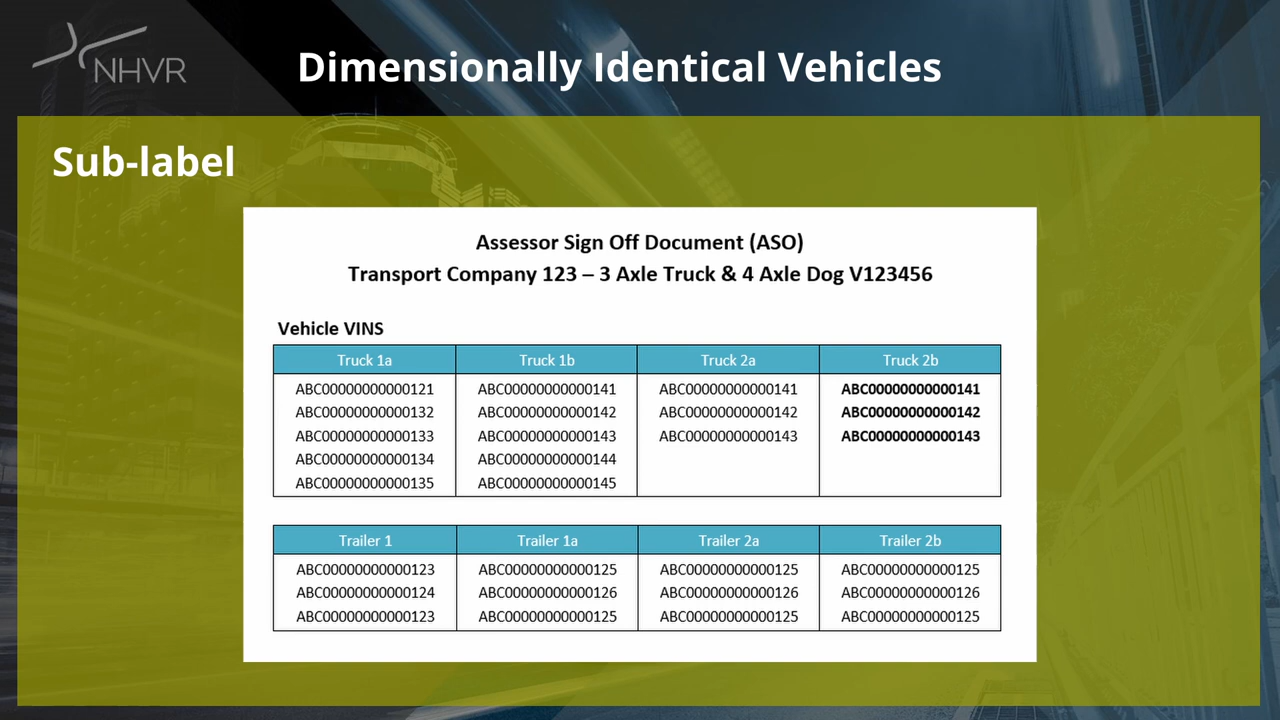 NHVR
Dimensionally Identical Vehicles
Sub-label
Assessor Sign Off Document (ASO)
Transport Company 123 – 3 Axle Truck & 4 Axle Dog V123456
Vehicle VINS
Truck 1a Truck 1b Truck 2a Truck 2b
ABC00000000000121 ABC00000000000141 ABC00000000000141 ABC00000000000141
ABC00000000000132 ABC00000000000142 ABC00000000000142 ABC00000000000142
ABC00000000000133 ABC00000000000143 ABC00000000000143 ABC00000000000143
ABC00000000000134 ABC00000000000144
ABC00000000000135 ABC00000000000145
Trailer 1 Trailer 1a Trailer 2a Trailer 2b
ABC00000000000123 ABC00000000000125 ABC00000000000125 ABC00000000000125
ABC00000000000124 ABC00000000000126 ABC00000000000126 ABC00000000000126
ABC00000000000123 ABC00000000000125 ABC00000000000125 ABC00000000000125